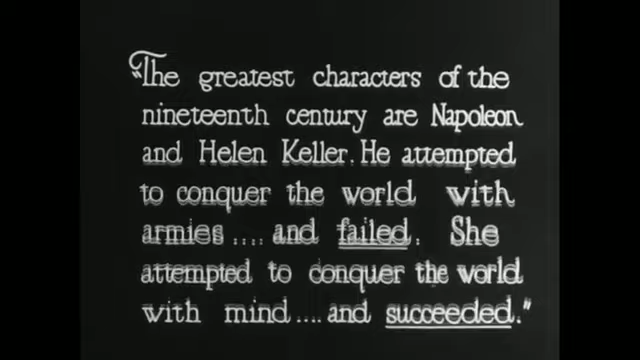 "The greatest characters of the
nineteenth century are Napoleon
and Helen Keller. He attempted
to conquer the world with
armies .... and failed. She
attempted to conquer the world
with mind .... and succeeded."